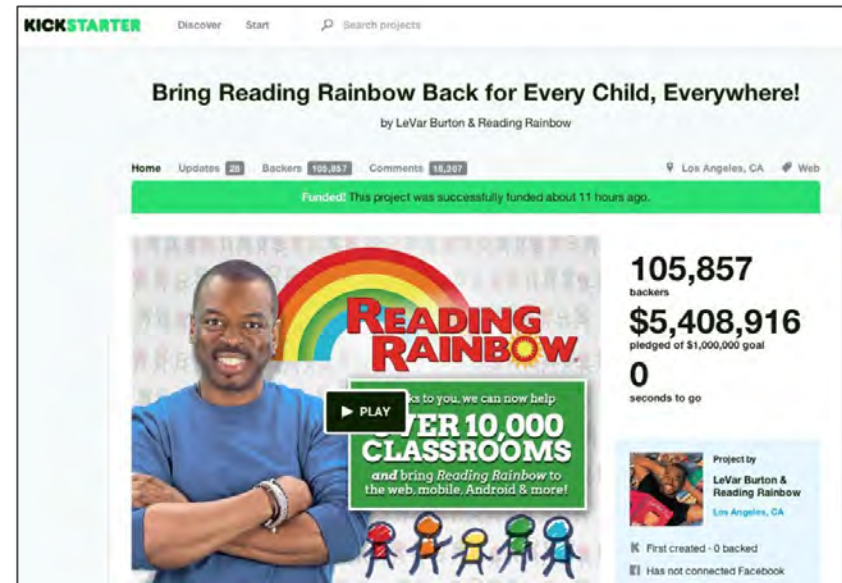 KICKSTARTER Discover Start Search projects
Bring Reading Rainbow Back for Every Child, Everywhere!
by LeVar Burton & Reading Rainbow
Home Updates 28 Backers 105,857 Comments Los Angeles, CA Web
Funded! This project was successfully funded about 11 hours ago.
READING
RAINBOW
ks to you, we can now help
VER 10,000
CLASSROOMS
and bring Reading Rainbow to
the web, mobile, Android & more!
PLAY
105,857
backers
$5,408,916
pledged of $1,000,000 goal
0
seconds to go
Project by
LeVar Burton &
Reading Rainbow
Los Angeles, CA
First created · 0 backed
Has not connected Facebook